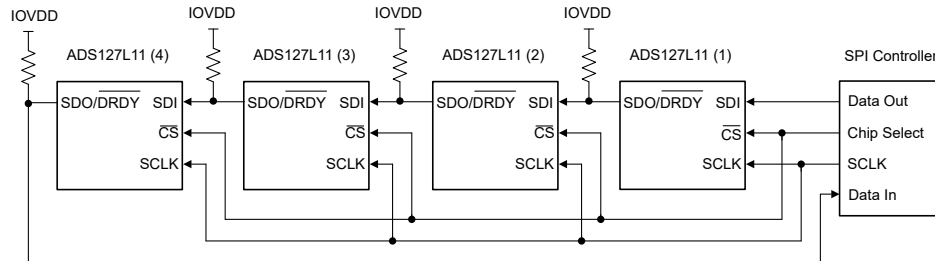 IOVDD IOVDD IOVDD IOVDD
ADS127L11 (4) ADS127L11 (3) ADS127L11 (2) ADS127L11 (1) SPI Controller
SDO/DRDY SDI SDO/DRDY SDI SDO/DRDY SDI SDO/DRDY SDI Data Out
CS CS CS CS Chip Select
SCLK SCLK SCLK SCLK SCLK
Data In